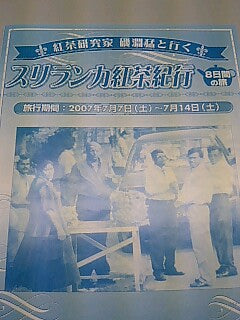 紅茶研究家 磯淵猛と行く
スリランカ紅茶紀行
8日間の旅
旅行期間:2007年7月7日(土)〜7月14日(土)